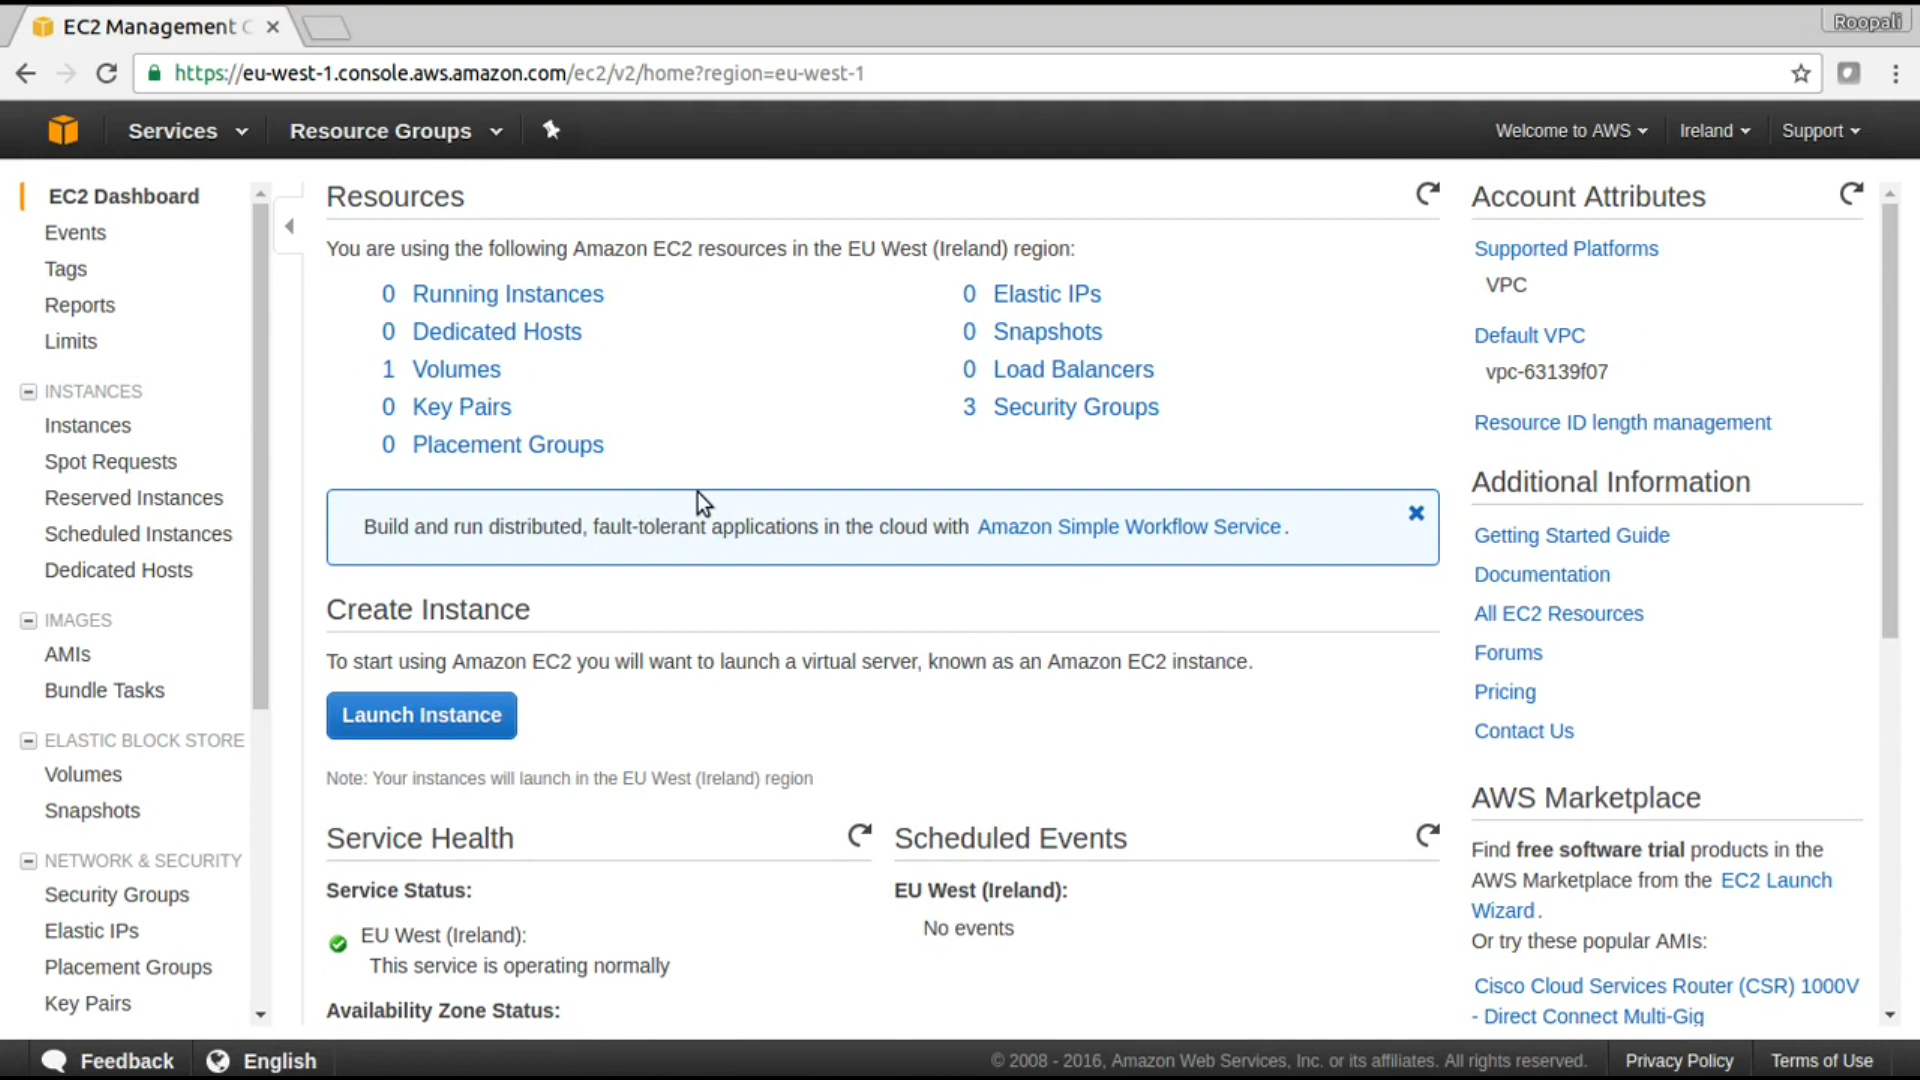 EC2 Management C
Roopali
https://eu-west-1.console.aws.amazon.com/ec2/v2/home?region=eu-west-1
Services
Resource Groups
Welcome to AWS
Ireland
Support
EC2 Dashboard
Events
Tags
Reports
Limits
INSTANCES
Instances
Spot Requests
Reserved Instances
Scheduled Instances
Dedicated Hosts
IMAGES
AMIs
Bundle Tasks
ELASTIC BLOCK STORE
Volumes
Snapshots
NETWORK & SECURITY
Security Groups
Elastic IPs
Placement Groups
Key Pairs
Resources
You are using the following Amazon EC2 resources in the EU West (Ireland) region:
0 Running Instances
0 Dedicated Hosts
1 Volumes
0 Key Pairs
0 Placement Groups
0 Elastic IPs
0 Snapshots
0 Load Balancers
3 Security Groups
Build and run distributed, fault-tolerant applications in the cloud with Amazon Simple Workflow Service.
Create Instance
To start using Amazon EC2 you will want to launch a virtual server, known as an Amazon EC2 instance.
Launch Instance
Note: Your instances will launch in the EU West (Ireland) region
Service Health
Service Status:
EU West (Ireland):
This service is operating normally
Availability Zone Status:
Scheduled Events
EU West (Ireland):
No events
Account Attributes
Supported Platforms
VPC
Default VPC
vpc-63139f07
Resource ID length management
Additional Information
Getting Started Guide
Documentation
All EC2 Resources
Forums
Pricing
Contact Us
AWS Marketplace
Find free software trial products in the
AWS Marketplace from the EC2 Launch
Wizard.
Or try these popular AMIs:
Cisco Cloud Services Router (CSR) 1000V
- Direct Connect Multi-Gig
Feedback
English
© 2008 - 2016, Amazon Web Services, Inc. or its affiliates. All rights reserved.
Privacy Policy
Terms of Use